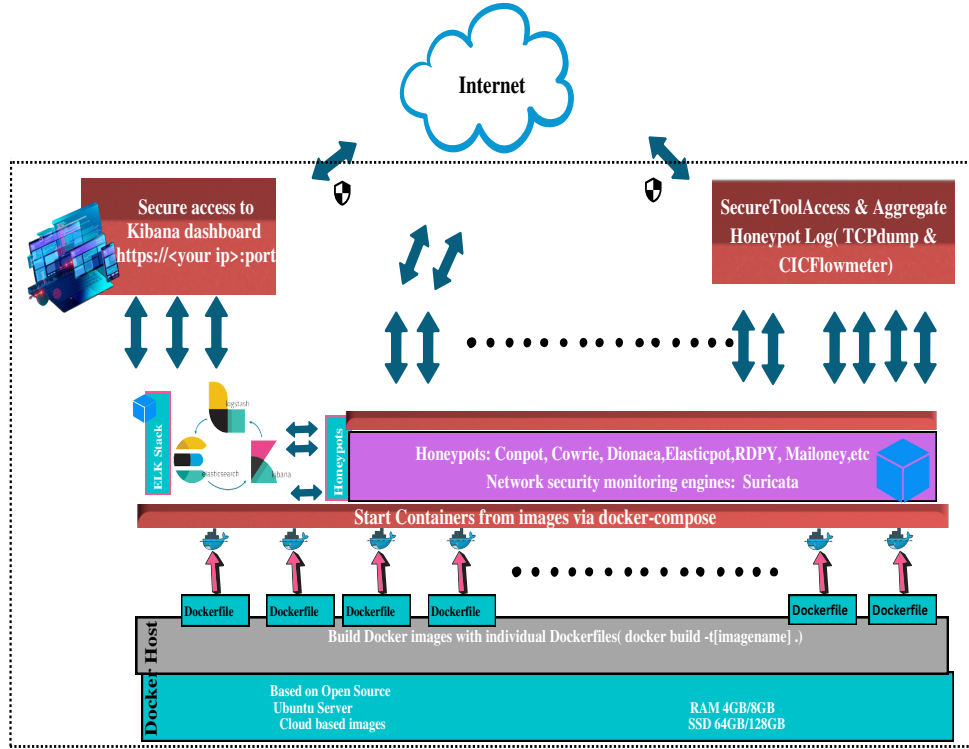 Internet
Secure access to
Kibana dashboard
https://<your ip>:port
SecureToolAccess & Aggregate
Honeypot Log( TCPdump &
CICFlowmeter)
ELK Stack
logstash
elasticsearch
kibana
Honeypots
Honeypots: Conpot, Cowrie, Dionaea,Elasticpot,RDPY, Mailoney,etc
Network security monitoring engines: Suricata
Start Containers from images via docker-compose
Dockerfile
Dockerfile
Dockerfile
Dockerfile
Dockerfile
Dockerfile
Docker Host
Build Docker images with individual Dockerfiles( docker build -t[imagename] .)
Based on Open Source
Ubuntu Server
Cloud based images
RAM 4GB/8GB
SSD 64GB/128GB